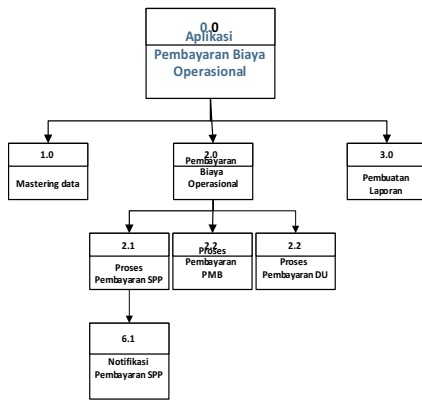 0.0
Aplikasi
Pembayaran Biaya
Operasional
1.0
Mastering data
2.0
Pembayaran
Biaya
Operasional
3.0
Pembuatan
Laporan
2.1
Proses
Pembayaran SPP
2.2
Proses
Pembayaran
PMB
2.2
Proses
Pembayaran DU
6.1
Notifikasi
Pembayaran SPP